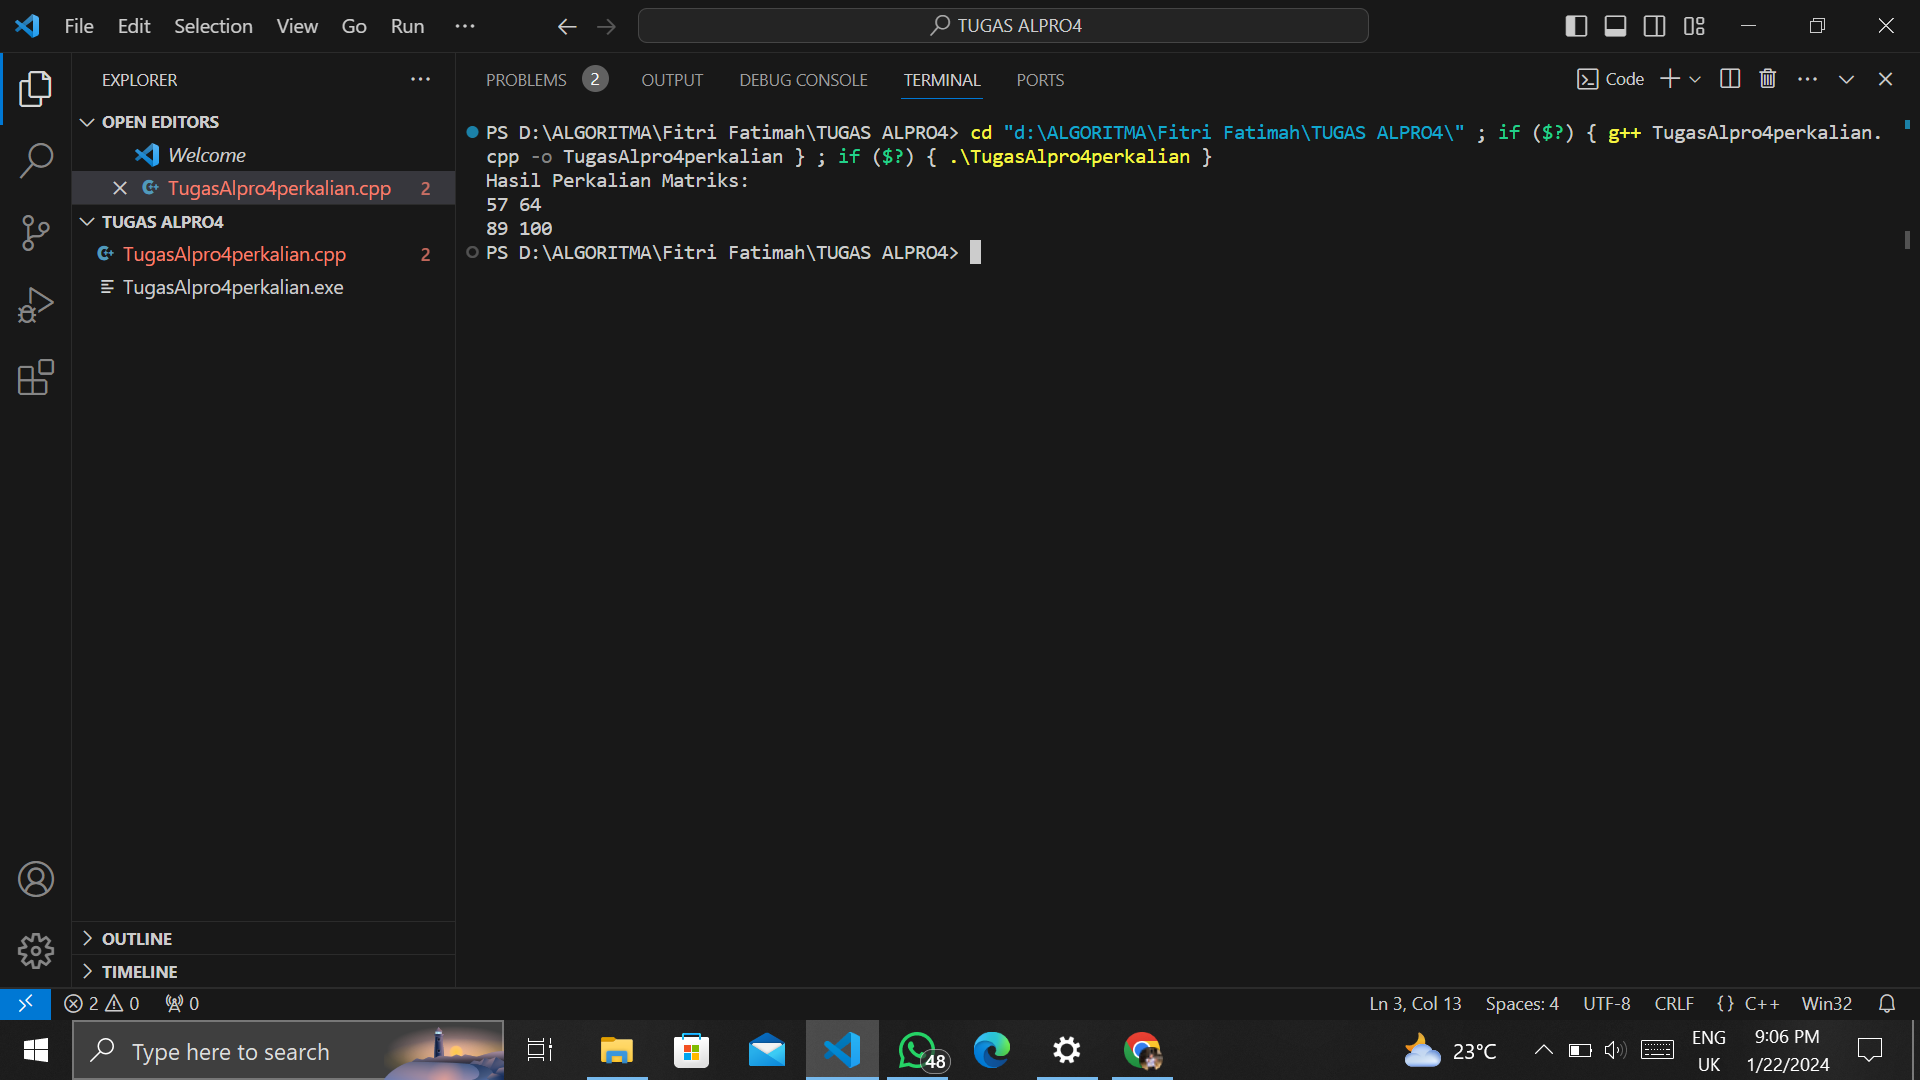 File Edit Selection View Go Run ···
TUGAS ALPRO4
EXPLORER
OPEN EDITORS
Welcome
TugasAlpro4perkalian.cpp 2
TUGAS ALPRO4
TugasAlpro4perkalian.cpp 2
TugasAlpro4perkalian.exe
OUTLINE
TIMELINE
PROBLEMS 2 OUTPUT DEBUG CONSOLE TERMINAL PORTS
Code
PS D:\ALGORITMA\Fitri Fatimah\TUGAS ALPRO4> cd "d:\ALGORITMA\Fitri Fatimah\TUGAS ALPRO4\" ; if ($?) { g++ TugasAlpro4perkalian.
cpp -o TugasAlpro4perkalian } ; if ($?) { .\TugasAlpro4perkalian }
Hasil Perkalian Matriks:
57 64
89 100
PS D:\ALGORITMA\Fitri Fatimah\TUGAS ALPRO4>
2 0 0
Ln 3, Col 13 Spaces: 4 UTF-8 CRLF {} C++ Win32
Type here to search
48
23°C
ENG
UK
9:06 PM
1/22/2024